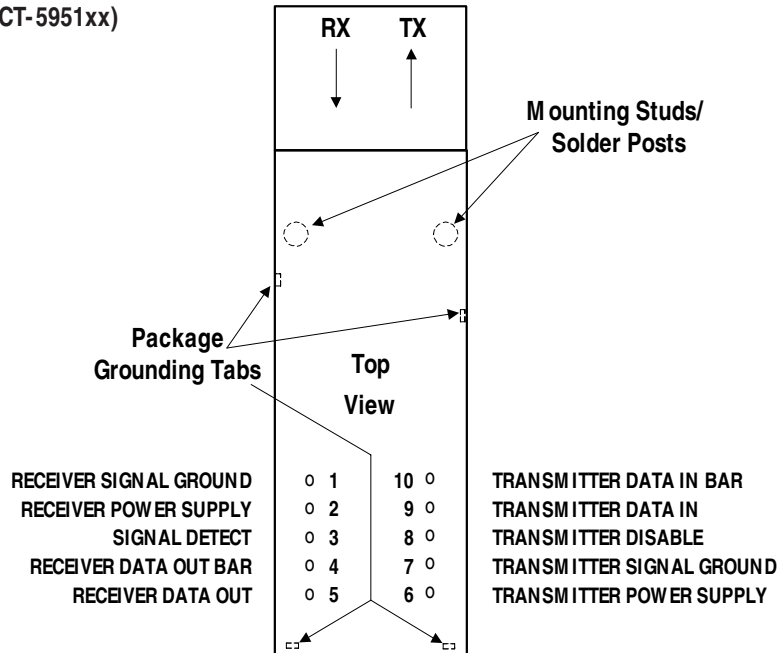 CT-5951xx)
RX TX
Mounting Studs/
Solder Posts
Package
Grounding Tabs
Top
View
RECEIVER SIGNAL GROUND 1 10 TRANSMITTER DATA IN BAR
RECEIVER POWER SUPPLY 2 9 TRANSMITTER DATA IN
SIGNAL DETECT 3 8 TRANSMITTER DISABLE
RECEIVER DATA OUT BAR 4 7 TRANSMITTER SIGNAL GROUND
RECEIVER DATA OUT 5 6 TRANSMITTER POWER SUPPLY